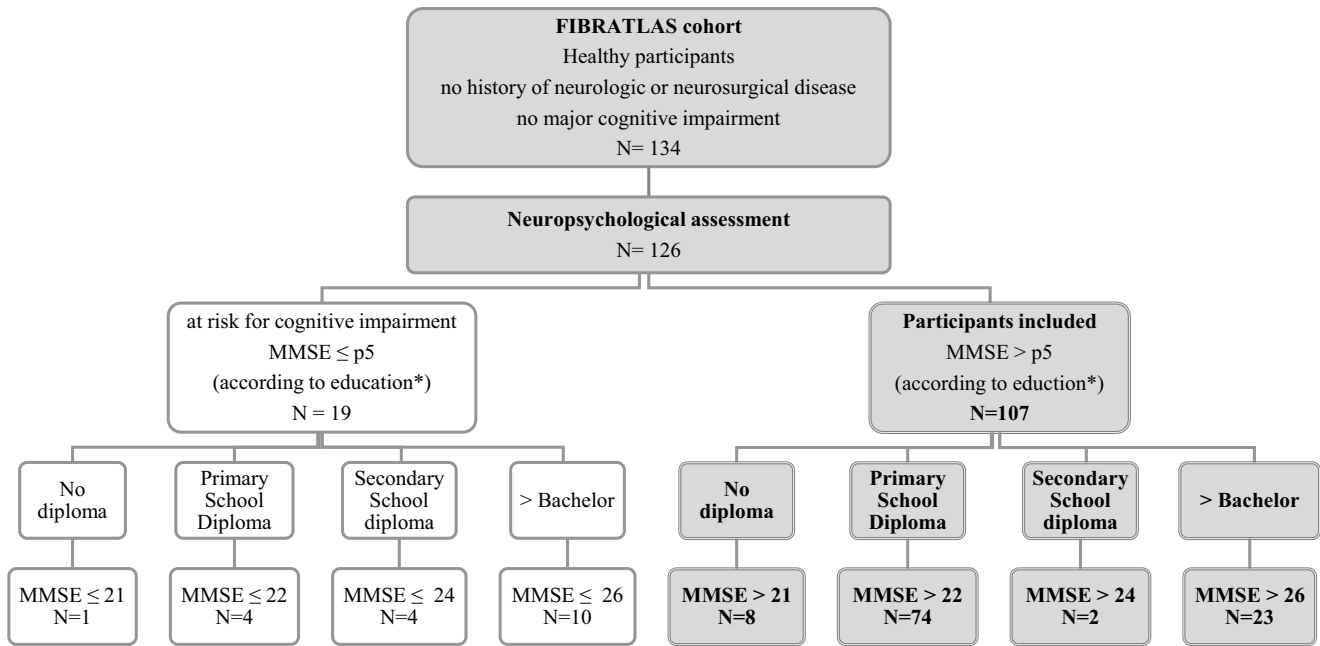 FIBRATLAS cohort
Healthy participants
no history of neurologic or neurosurgical disease
no major cognitive impairment
N= 134
Neuropsychological assessment
N= 126
at risk for cognitive impairment
MMSE ≤ p5
(according to education*)
N = 19
Participants included
MMSE > p5
(according to eduction*)
N=107
No
diploma
Primary
School
Diploma
Secondary
School
diploma
> Bachelor
No
diploma
Primary
School
Diploma
Secondary
School
diploma
> Bachelor
MMSE ≤ 21
N=1
MMSE ≤ 22
N=4
MMSE ≤ 24
N=4
MMSE ≤ 26
N=10
MMSE > 21
N=8
MMSE > 22
N=74
MMSE > 24
N=2
MMSE > 26
N=23